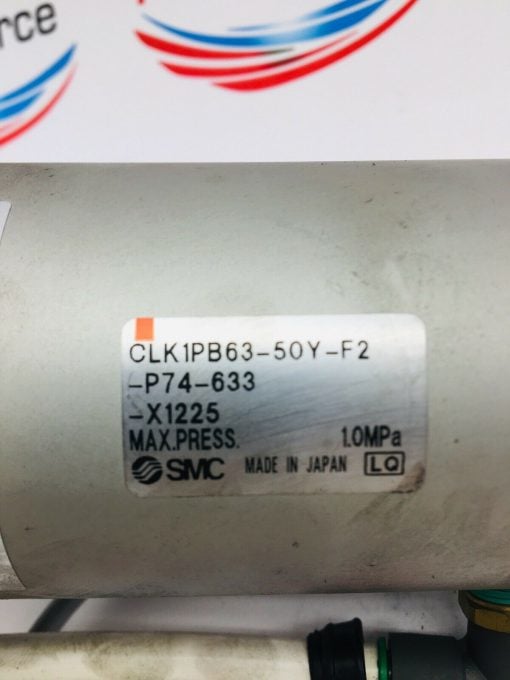 rce
CLK1PB63-50Y-F2
-P74-633
-X1225
MAX.PRESS. 1.0MPa
SMC MADE IN JAPAN LQ